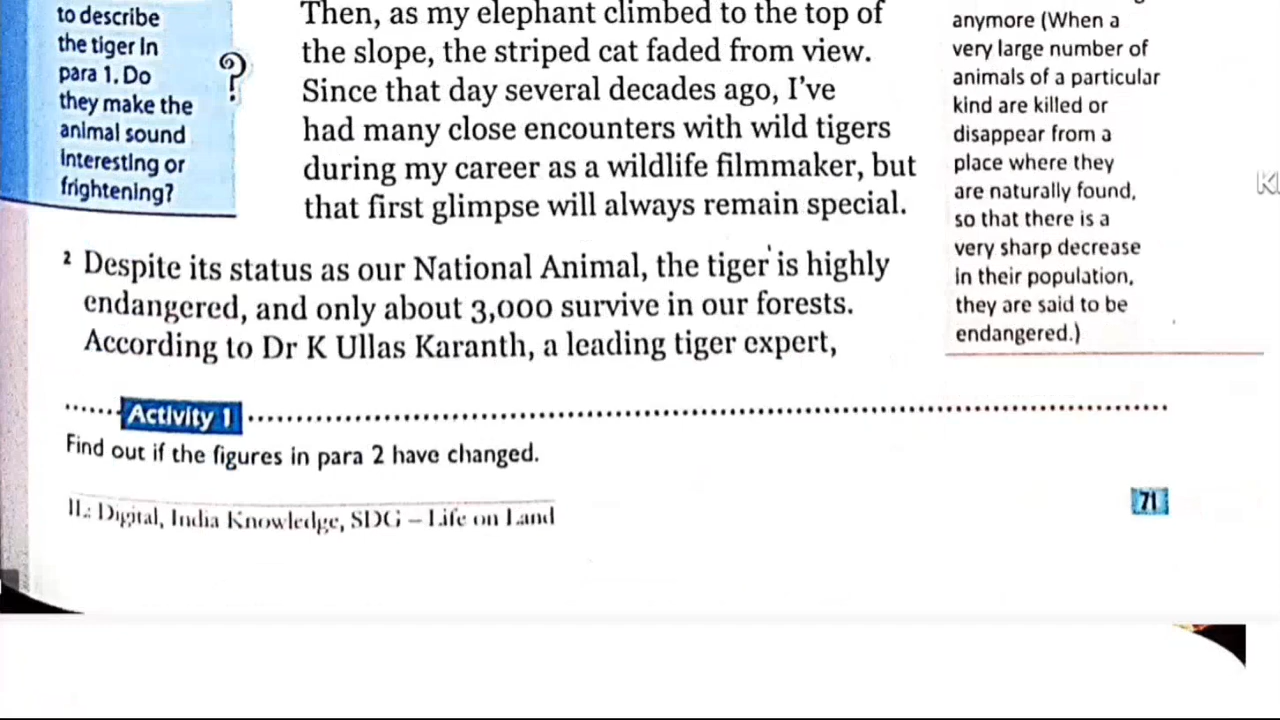 to describe
the tiger in
para 1. Do
they make the
animal sound
interesting or
frightening?
?
Then, as my elephant climbed to the top of
the slope, the striped cat faded from view.
Since that day several decades ago, I've
had many close encounters with wild tigers
during my career as a wildlife filmmaker, but
that first glimpse will always remain special.
2 Despite its status as our National Animal, the tiger is highly
endangered, and only about 3,000 survive in our forests.
According to Dr K Ullas Karanth, a leading tiger expert,
anymore (When a
very large number of
animals of a particular
kind are killed or
disappear from a
place where they
are naturally found,
so that there is a
very sharp decrease
in their population,
they are said to be
endangered.)
Activity 1
Find out if the figures in para 2 have changed.
IL: Digital, India Knowledge, SDG – Life on Land
71